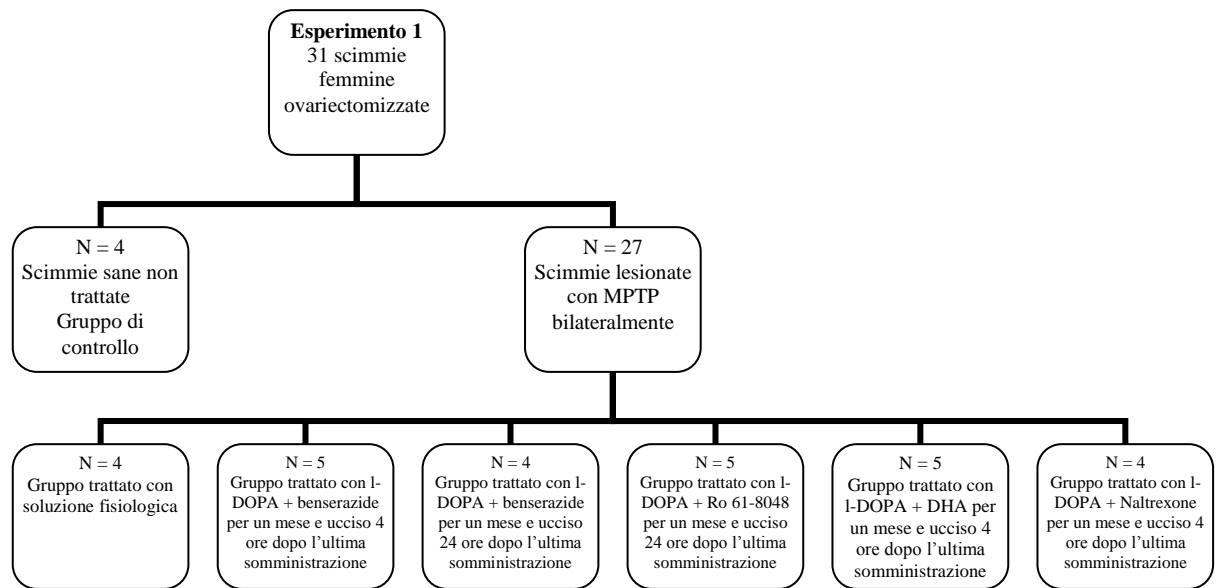 Esperimento 1
31 scimmie
femmine
ovariectomizzate
N = 4
Scimmie sane non
trattate
Gruppo di
controllo
N = 27
Scimmie lesionate
con MPTP
bilateralmente
N = 4
Gruppo trattato con
soluzione fisiologica
N = 5
Gruppo trattato con l-
DOPA + benserazide
per un mese e ucciso 4
ore dopo l'ultima
somministrazione
N = 4
Gruppo trattato con l-
DOPA + benserazide
per un mese e ucciso
24 ore dopo l'ultima
somministrazione
N = 5
Gruppo trattato con l-
DOPA + Ro 61-8048
per un mese e ucciso
24 ore dopo l'ultima
somministrazione
N = 5
Gruppo trattato con
l-DOPA + DHA per
un mese e ucciso 4
ore dopo l'ultima
somministrazione
N = 4
Gruppo trattato con l-
DOPA + Naltrexone
per un mese e ucciso 4
ore dopo l'ultima
somministrazione